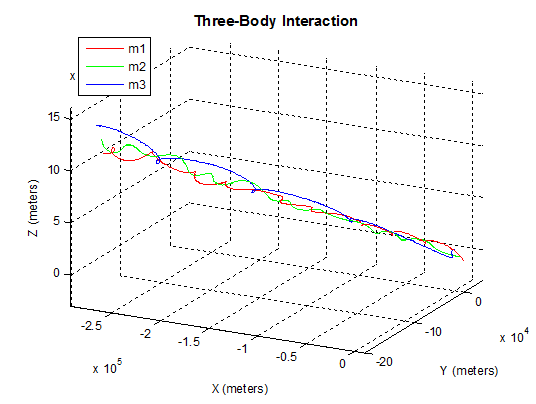 Three-Body Interaction
m1
m2
m3
x
15
10
5
0
Z (meters)
-2.5
-2
-1.5
-1
-0.5
0
x 10^5
X (meters)
-20
-10
0
x 10^4
Y (meters)